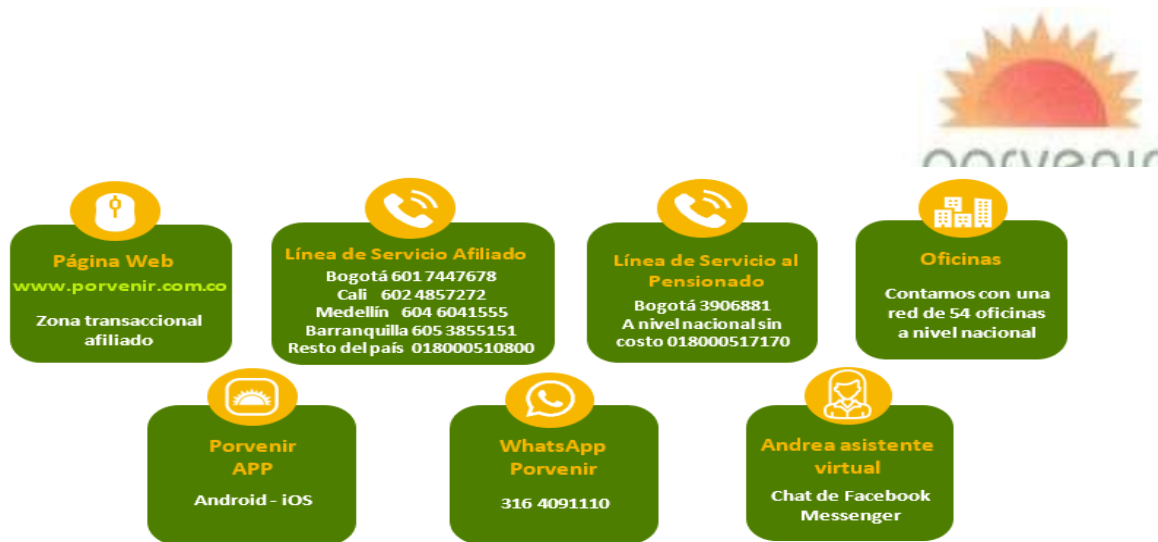 porvenir
Página Web
www.porvenir.com.co
Zona transaccional
afiliado
Línea de Servicio Afiliado
Bogotá 601 7447678
Cali 602 4857272
Medellín 604 6041555
Barranquilla 605 3855151
Resto del país 018000510800
Línea de Servicio al
Pensionado
Bogotá 3906881
A nivel nacional sin
costo 018000517170
Oficinas
Contamos con una
red de 54 oficinas
a nivel nacional
Porvenir
APP
Android - iOS
WhatsApp
Porvenir
316 4091110
Andrea asistente
virtual
Chat de Facebook
Messenger